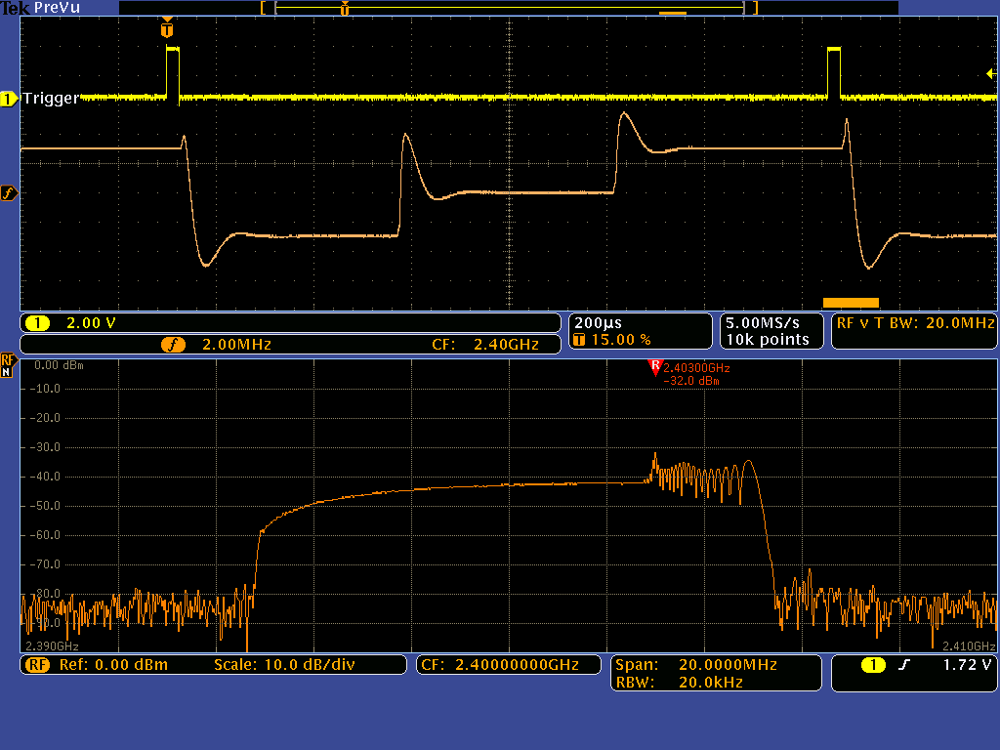 Tek PreVu
T
T
1 Trigger
f
1 2.00 V
f 2.00MHz CF: 2.40GHz
200µs
T 15.00 %
5.00MS/s
10k points
RF v T BW: 20.0MHz
RF
N
0.00 dBm
R 2.40300GHz
-32.0 dBm
-10.0
-20.0
-30.0
-40.0
-50.0
-60.0
-70.0
-80.0
-90.0
2.390GHz 2.410GHz
RF Ref: 0.00 dBm Scale: 10.0 dB/div
CF: 2.40000000GHz
Span: 20.0000MHz
RBW: 20.0kHz
1 1.72 V